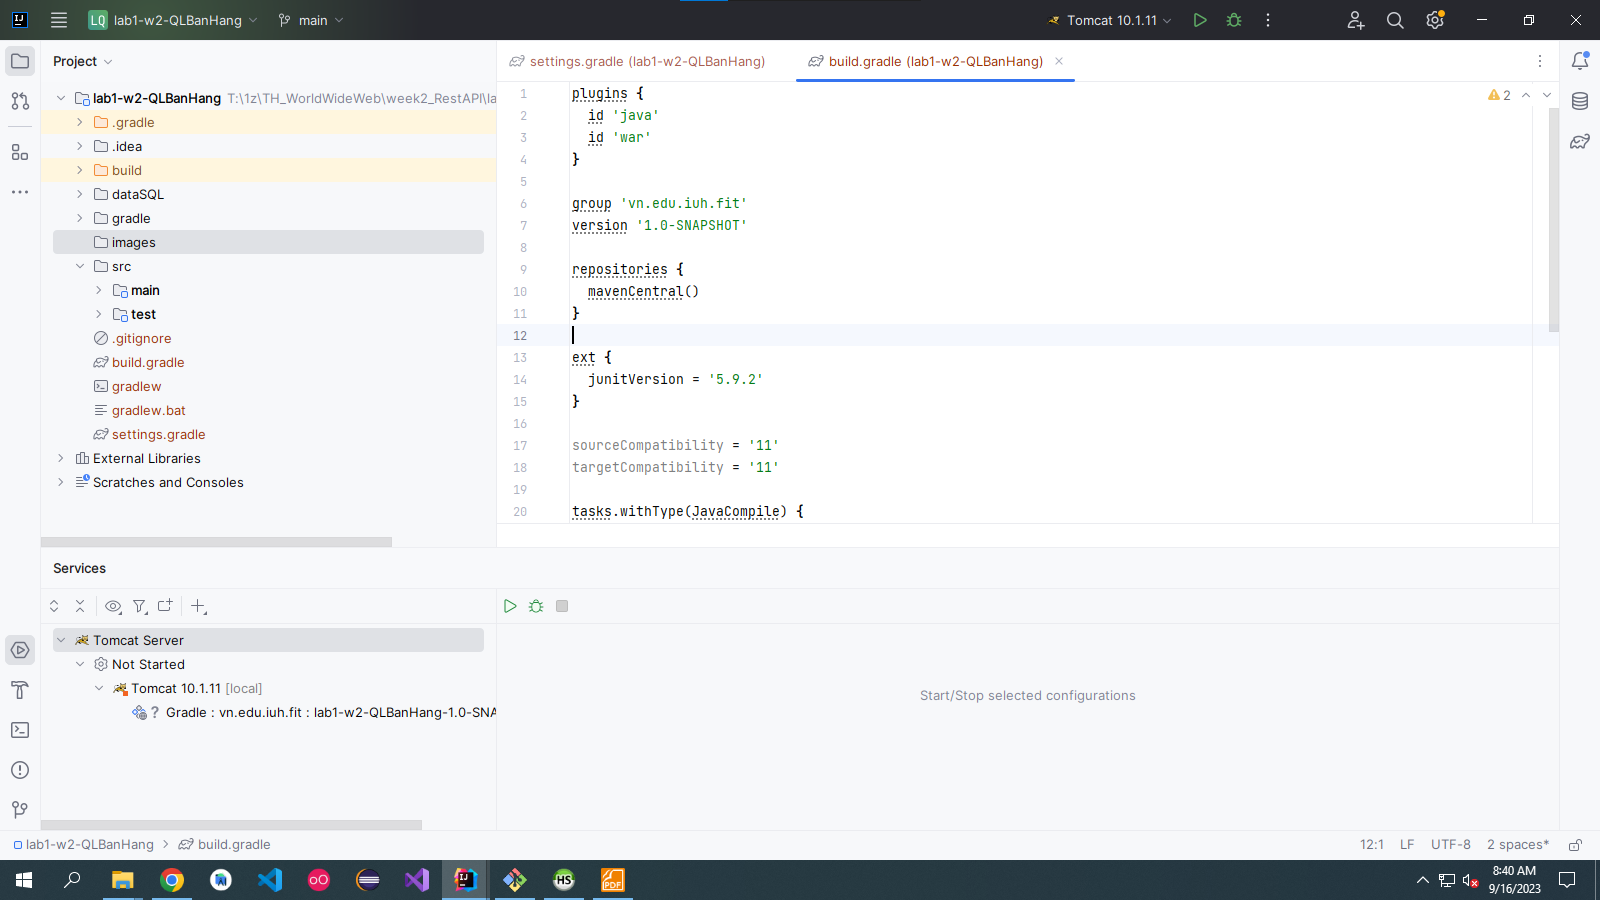 LQ lab1-w2-QLBanHang main Tomcat 10.1.11
Project
settings.gradle (lab1-w2-QLBanHang) build.gradle (lab1-w2-QLBanHang)
lab1-w2-QLBanHang T:\1z\TH_WorldWideWeb\week2_RestAPI\la
.gradle
.idea
build
dataSQL
gradle
images
src
main
test
.gitignore
build.gradle
gradlew
gradlew.bat
settings.gradle
External Libraries
Scratches and Consoles
2
1 plugins {
2 id 'java'
3 id 'war'
4 }
5
6 group 'vn.edu.iuh.fit'
7 version '1.0-SNAPSHOT'
8
9 repositories {
10 mavenCentral()
11 }
12
13 ext {
14 junitVersion = '5.9.2'
15 }
16
17 sourceCompatibility = '11'
18 targetCompatibility = '11'
19
20 tasks.withType(JavaCompile) {
Services
Tomcat Server
Not Started
Tomcat 10.1.11 [local]
? Gradle : vn.edu.iuh.fit : lab1-w2-QLBanHang-1.0-SNA
Start/Stop selected configurations
lab1-w2-QLBanHang > build.gradle
12:1 LF UTF-8 2 spaces*
8:40 AM
9/16/2023
IJ
HS
PDF